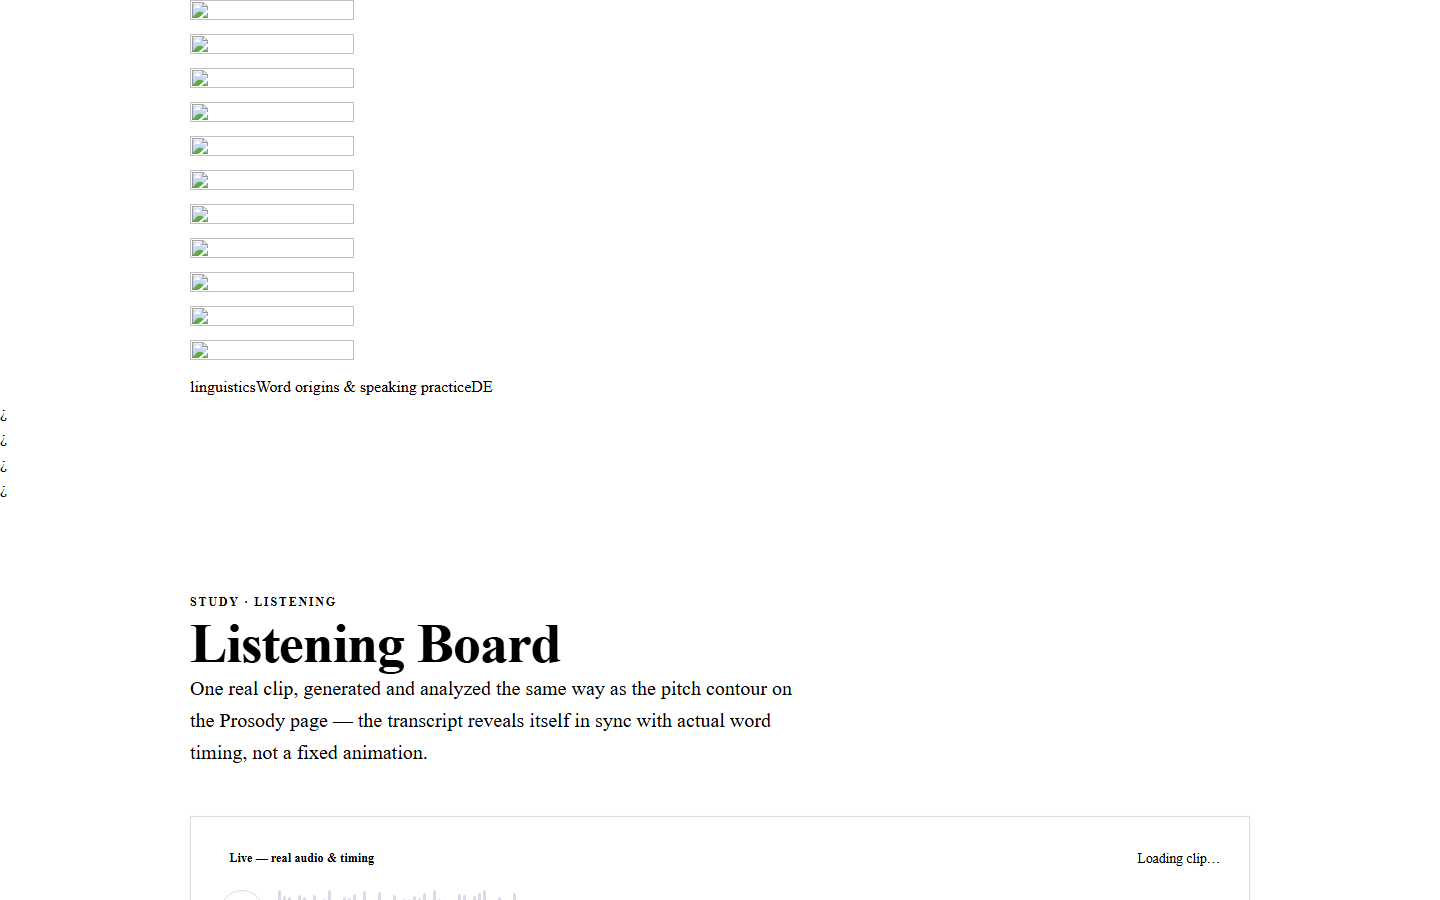 linguisticsWord origins & speaking practiceDE
¿
¿
¿
¿
STUDY · LISTENING
Listening Board
One real clip, generated and analyzed the same way as the pitch contour on
the Prosody page — the transcript reveals itself in sync with actual word
timing, not a fixed animation.
Live — real audio & timing
Loading clip…